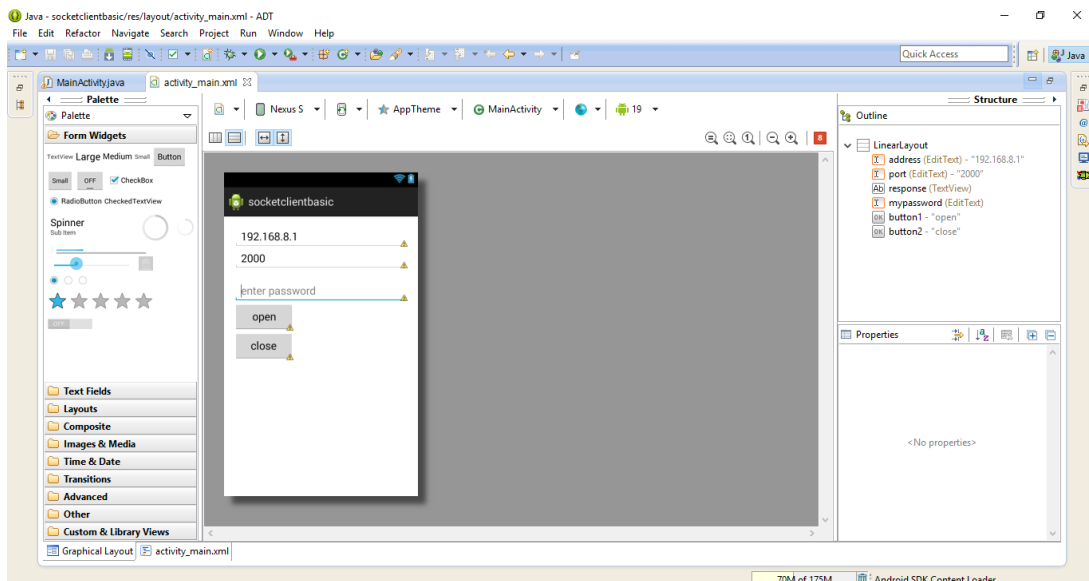 Java - socketclientbasic/res/layout/activity_main.xml - ADT
File Edit Refactor Navigate Search Project Run Window Help
Quick Access
Java
MainActivity.java
activity_main.xml
Palette
Palette
Form Widgets
TextView Large Medium Small Button
Small OFF CheckBox
RadioButton CheckedTextView
Spinner
Sub Item
OFF
Text Fields
Layouts
Composite
Images & Media
Time & Date
Transitions
Advanced
Other
Custom & Library Views
Graphical Layout
activity_main.xml
Nexus S
AppTheme
MainActivity
19
8
socketclientbasic
192.168.8.1
2000
enter password
open
close
Structure
Outline
LinearLayout
address (EditText) - "192.168.8.1"
port (EditText) - "2000"
Ab response (TextView)
mypassword (EditText)
OK button1 - "open"
OK button2 - "close"
Properties
<No properties>
70M of 175M
Android SDK Content Loader